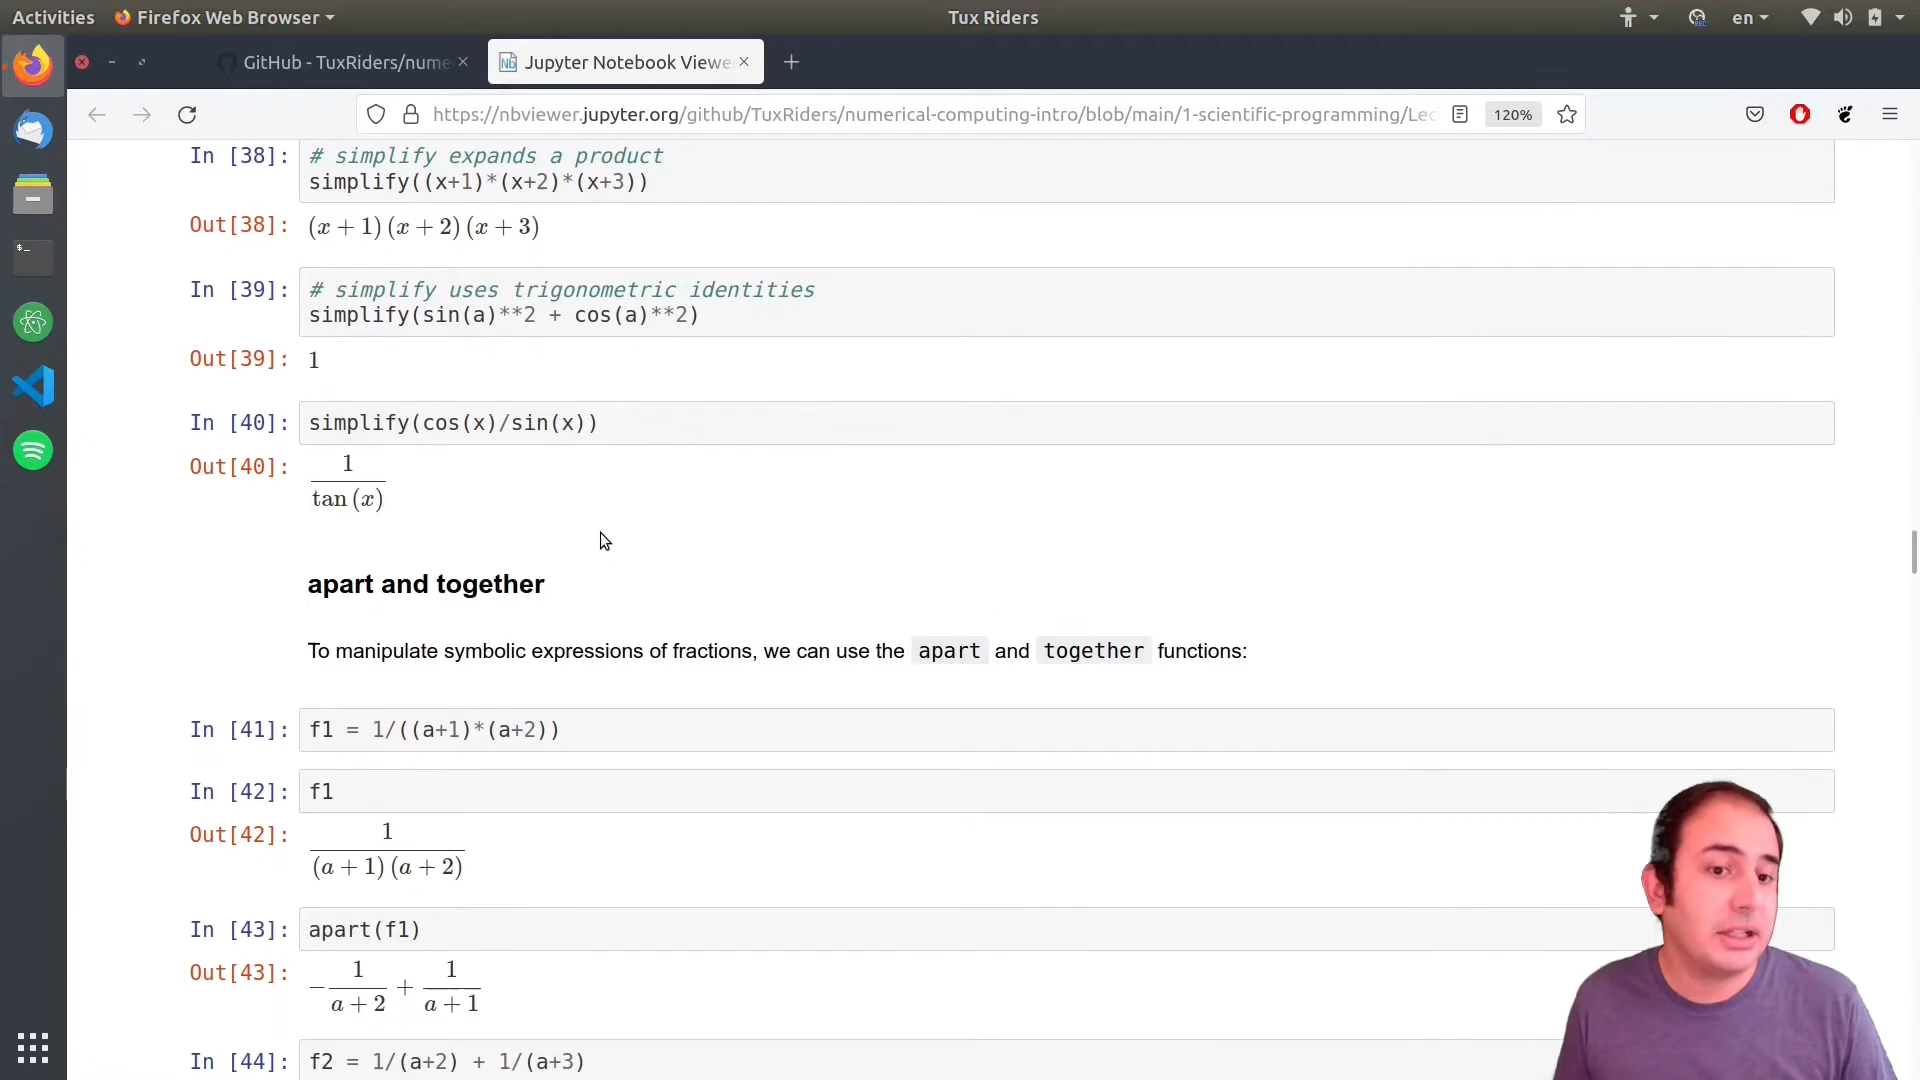 Activities Firefox Web Browser Tux Riders en
GitHub - TuxRiders/nume × Jupyter Notebook Viewe × +
https://nbviewer.jupyter.org/github/TuxRiders/numerical-computing-intro/blob/main/1-scientific-programming/Lec 120%
In [38]: # simplify expands a product
simplify((x+1)*(x+2)*(x+3))
Out[38]: (x + 1) (x + 2) (x + 3)
In [39]: # simplify uses trigonometric identities
simplify(sin(a)**2 + cos(a)**2)
Out[39]: 1
In [40]: simplify(cos(x)/sin(x))
Out[40]: 1
tan (x)
apart and together
To manipulate symbolic expressions of fractions, we can use the apart and together functions:
In [41]: f1 = 1/((a+1)*(a+2))
In [42]: f1
Out[42]: 1
(a + 1) (a + 2)
In [43]: apart(f1)
Out[43]: − 1 + 1
a + 2 a + 1
In [44]: f2 = 1/(a+2) + 1/(a+3)